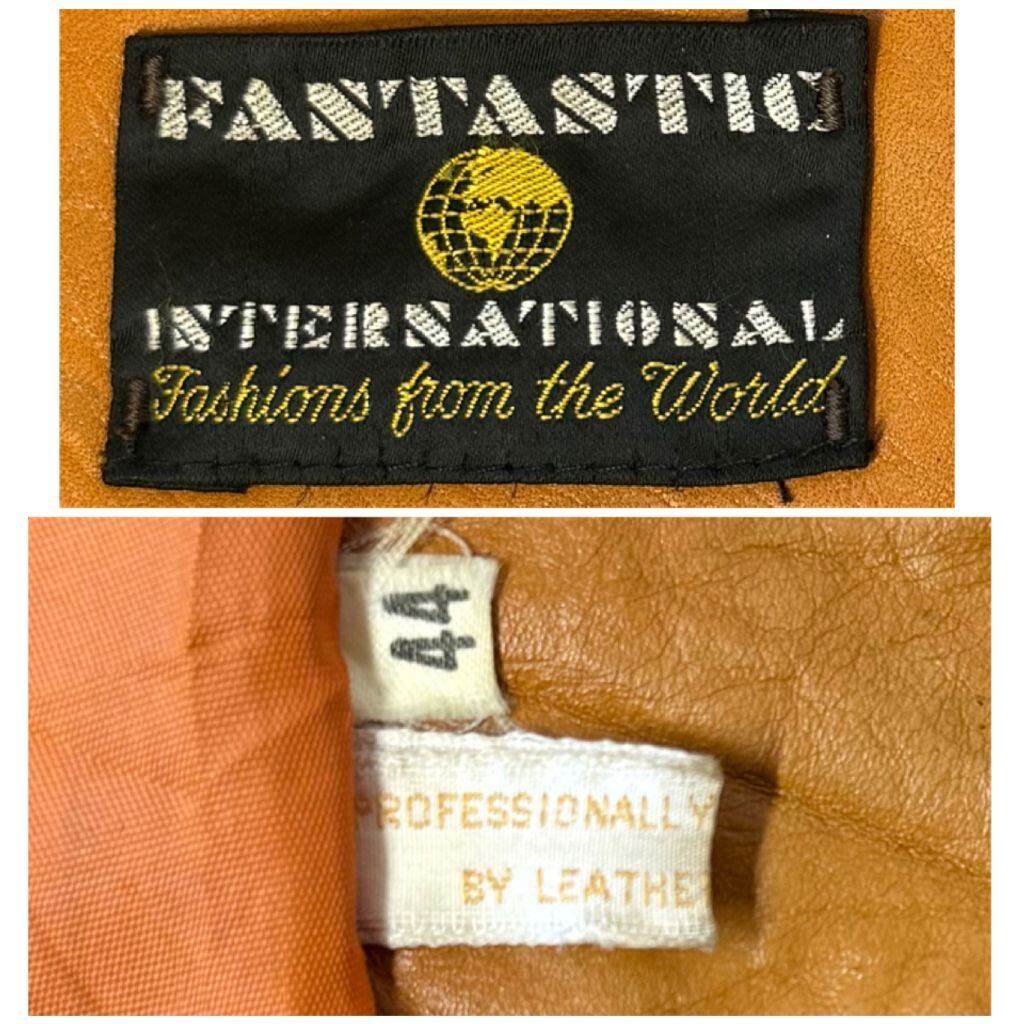 FANTASTIC
INTERNATIONAL
Fashions from the World
44
PROFESSIONALLY
BY LEATHER